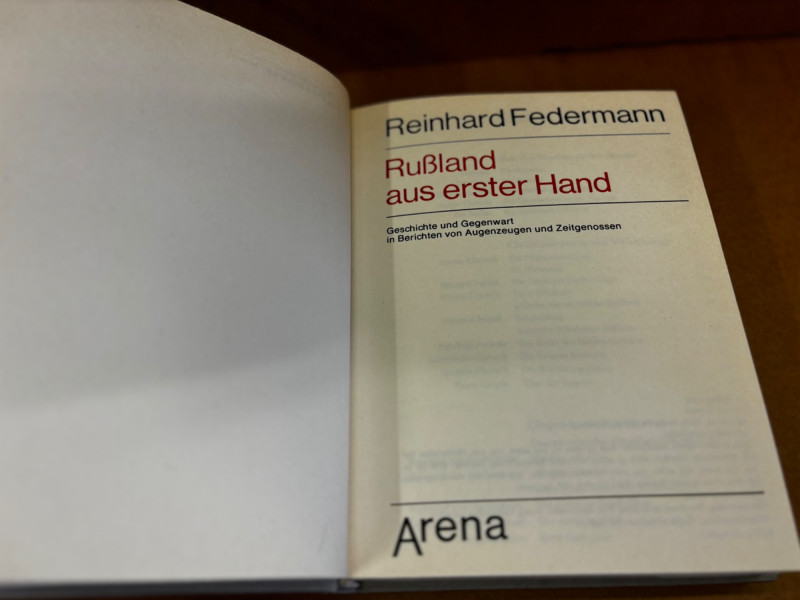 Reinhard Federmann
Rußland
aus erster Hand
Geschichte und Gegenwart
in Berichten von Augenzeugen und Zeitgenossen
Arena